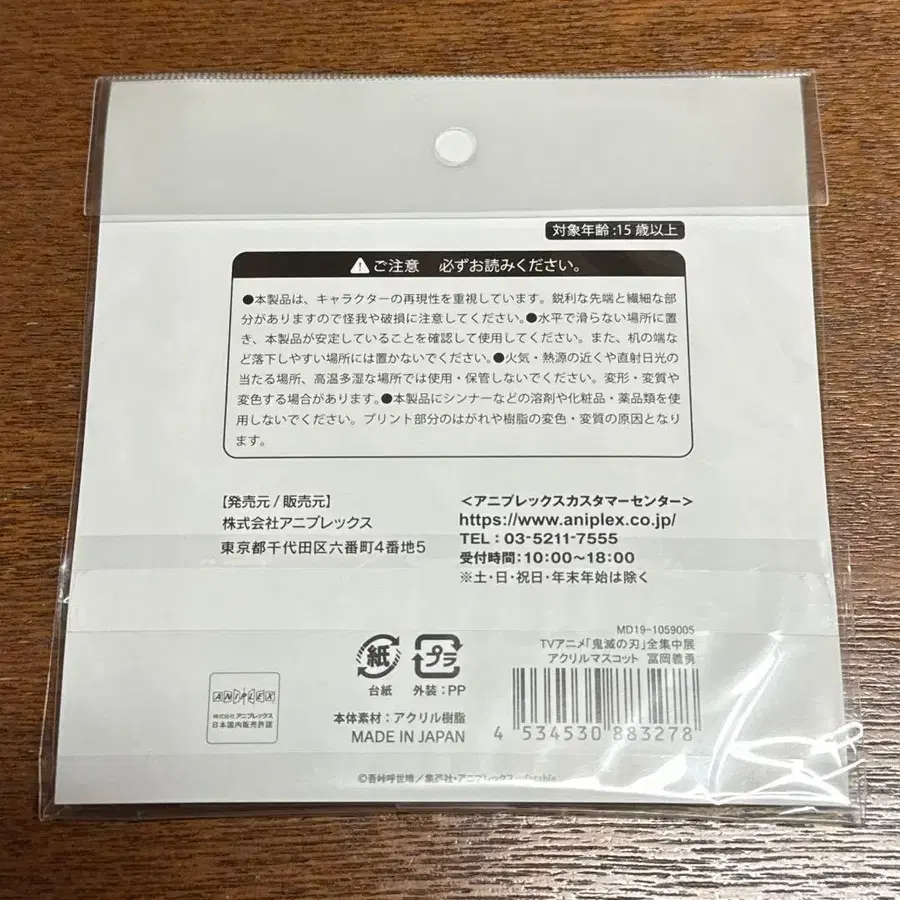 対象年齢:15歳以上
ご注意 必ずお読みください。
●本製品は、キャラクターの再現性を重視しています。鋭利な先端と繊細な部
分がありますので怪我や破損に注意してください。●水平で滑らない場所に置
き、本製品が安定していることを確認して使用してください。また、机の端な
ど落下しやすい場所には置かないでください。●火気・熱源の近くや直射日光の
当たる場所、高温多湿な場所では使用・保管しないでください。変形・変質や
変色する場合があります。●本製品にシンナーなどの溶剤や化粧品・薬品類を使
用しないでください。プリント部分のはがれや樹脂の変色・変質の原因となり
ます。
【発売元/販売元】
株式会社アニプレックス
東京都千代田区六番町4番地5
<アニプレックスカスタマーセンター>
https://www.aniplex.co.jp/
TEL:03-5211-7555
受付時間:10:00〜18:00
※土・日・祝日・年末年始は除く
MD19-1059005
TVアニメ「鬼滅の刃」全集中展
アクリルマスコット 冨岡義勇
紙
台紙
プラ
外装:PP
本体素材:アクリル樹脂
MADE IN JAPAN
4 534530 883278
ANIPLEX
株式会社アニプレックス
日本国内販売許諾
©吾峠呼世晴/集英社・アニプレックス・ufotable